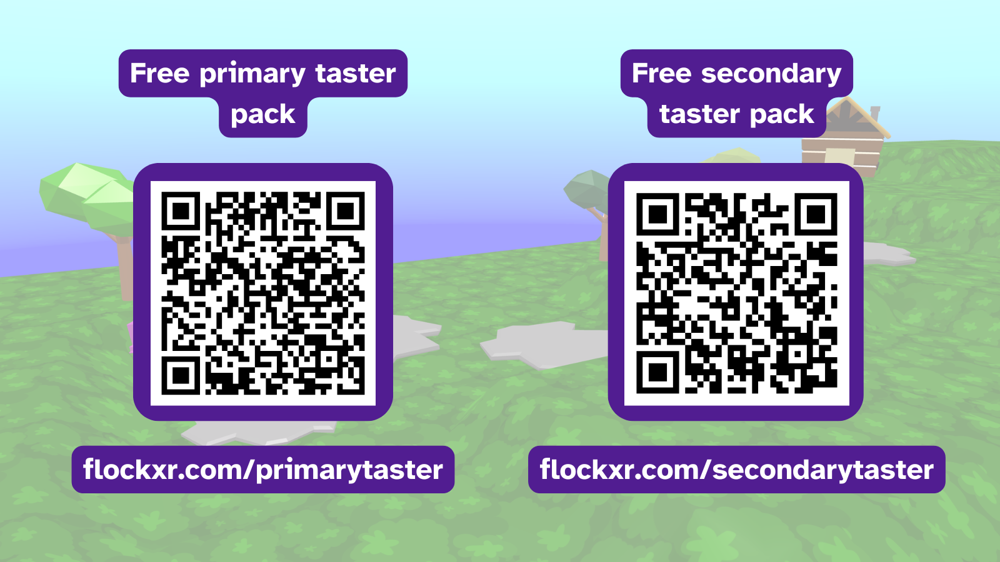 Free primary taster
pack
flockxr.com/primarytaster
Free secondary
taster pack
flockxr.com/secondarytaster